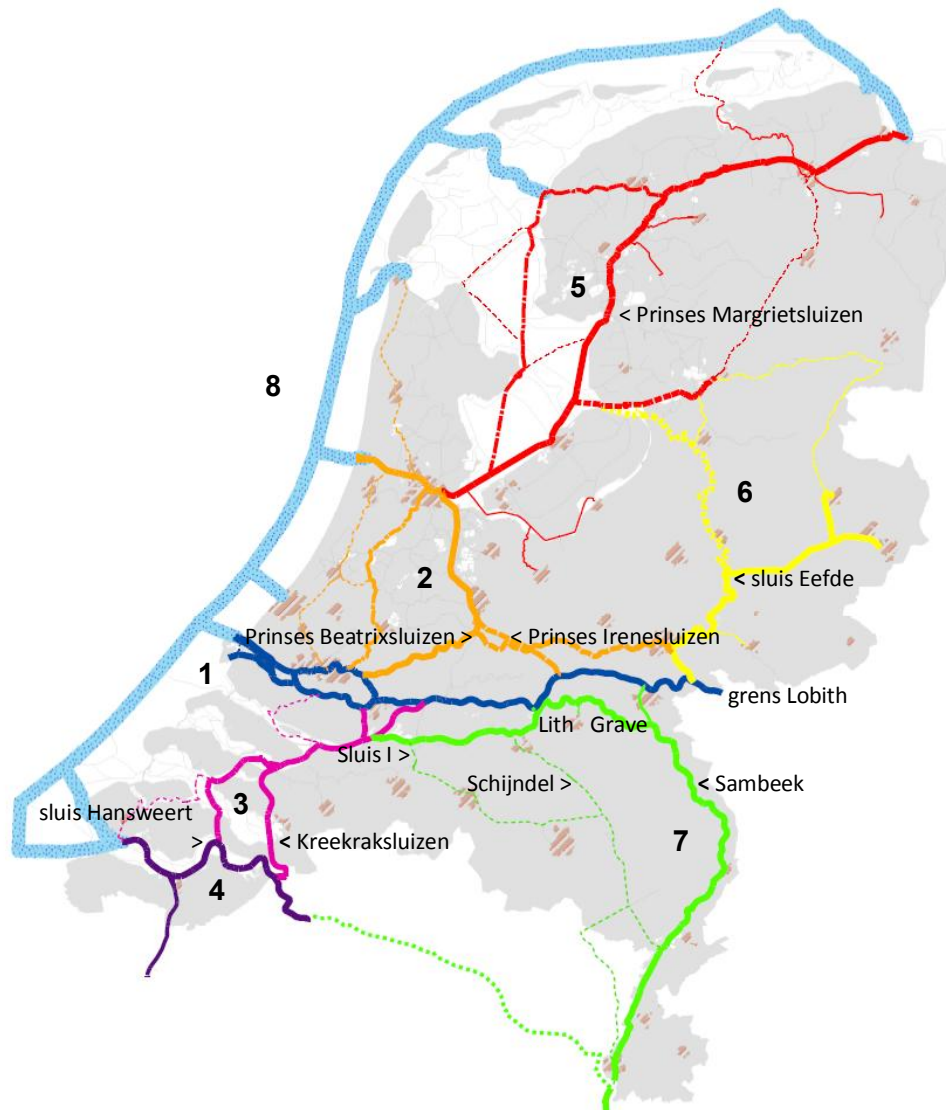 5
< Prinses Margrietsluizen
8
6
2
< sluis Eefde
Prinses Beatrixsluizen >
< Prinses Irenesluizen
1
grens Lobith
Lith
Grave
Sluis I >
Schijndel >
< Sambeek
sluis Hansweert
>
3
< Kreekraksluizen
7
4